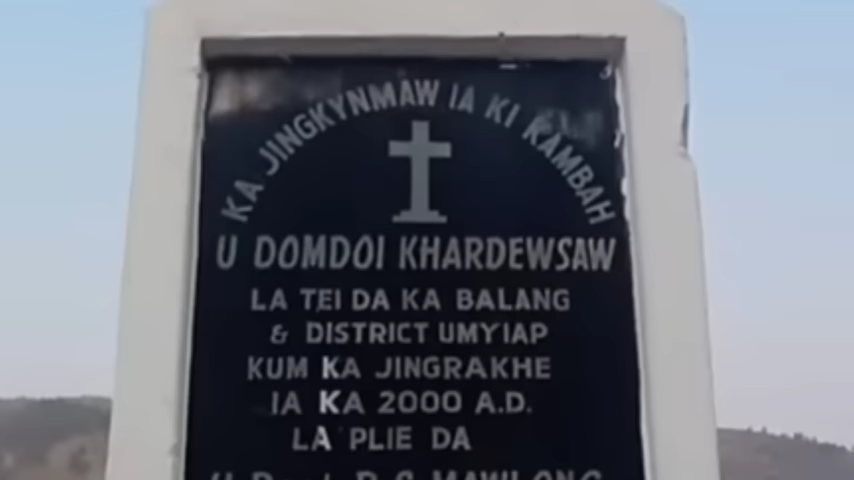 KA JINGKYNMAW IA KI KAMBAH
U DOMDOI KHARDEWSAW
LA TEI DA KA BALANG
& DISTRICT UMYIAP
KUM KA JINGRAKHE
IA KA 2000 A.D.
LA PLIE DA